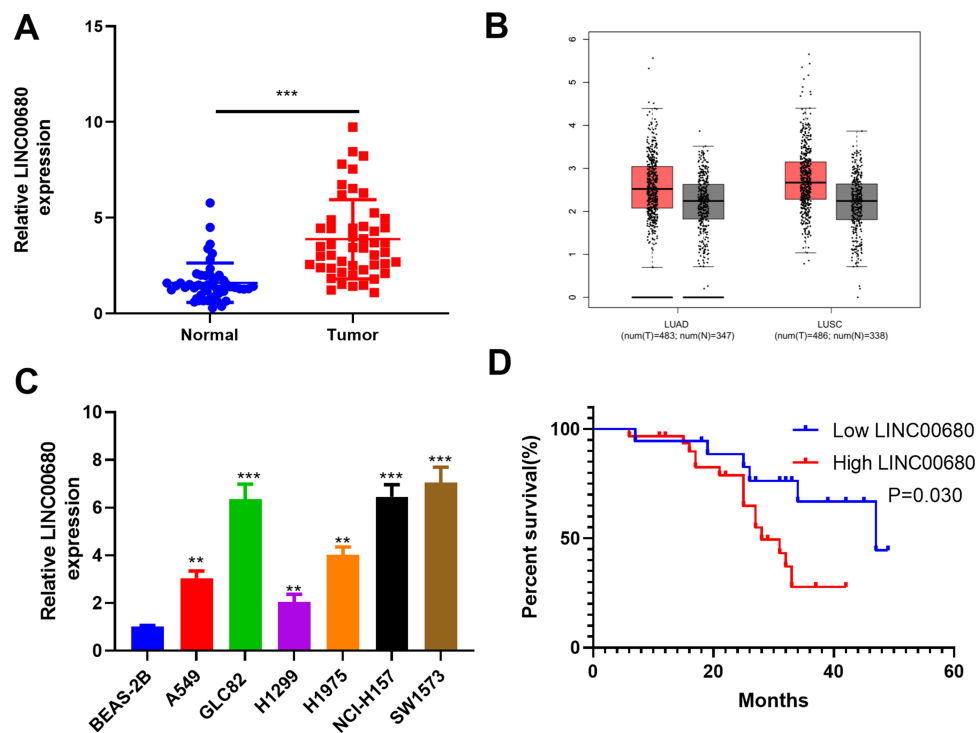 A
Relative LINC00680
expression
15
10
5
0
***
Normal
Tumor
B
6
5
4
3
2
1
0
LUAD
(num(T)=483; num(N)=347)
LUSC
(num(T)=486; num(N)=338)
C
Relative LINC00680
expression
10
8
6
4
2
0
**
***
**
**
***
***
BEAS-2B
A549
GLC82
H1299
H1975
NCI-H157
SW1573
D
Percent survival(%)
100
50
0
Low LINC00680
High LINC00680
P=0.030
0
20
40
60
Months